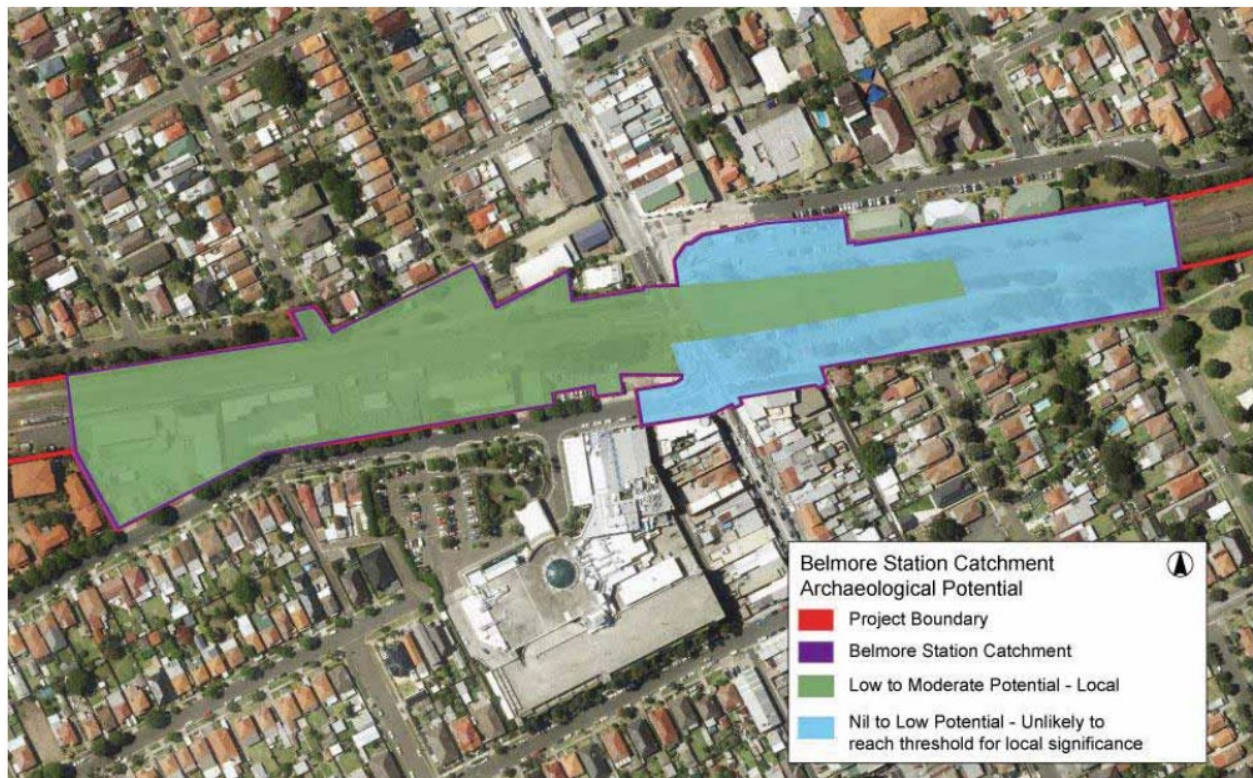 Belmore Station Catchment
Archaeological Potential
Project Boundary
Belmore Station Catchment
Low to Moderate Potential - Local
Nil to Low Potential - Unlikely to
reach threshold for local significance